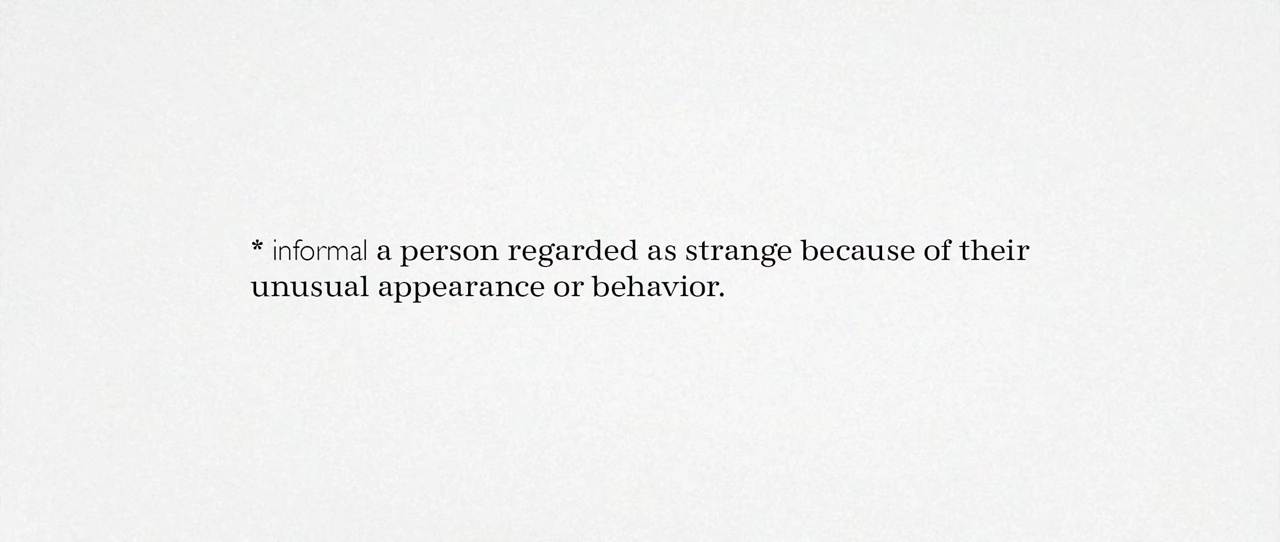 * informal a person regarded as strange because of their
unusual appearance or behavior.